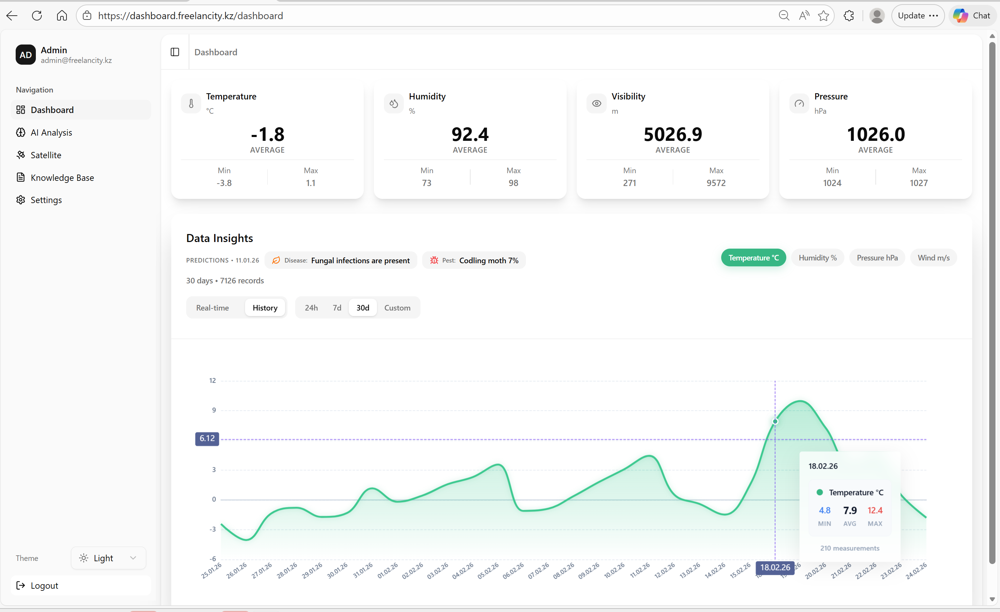 https://dashboard.freelancity.kz/dashboard
Update
Chat
AD
Admin
admin@freelancity.kz
Navigation
Dashboard
AI Analysis
Satellite
Knowledge Base
Settings
Theme
Light
Logout
Dashboard
Temperature
°C
-1.8
AVERAGE
Min
-3.8
Max
1.1
Humidity
%
92.4
AVERAGE
Min
73
Max
98
Visibility
m
5026.9
AVERAGE
Min
271
Max
9572
Pressure
hPa
1026.0
AVERAGE
Min
1024
Max
1027
Data Insights
PREDICTIONS • 11.01.26
Disease: Fungal infections are present
Pest: Codling moth 7%
Temperature °C
Humidity %
Pressure hPa
Wind m/s
30 days • 7126 records
Real-time
History
24h
7d
30d
Custom
12
9
6.12
3
0
-3
-6
18.02.26
Temperature °C
4.8 7.9 12.4
MIN AVG MAX
210 measurements
25.01.26
26.01.26
27.01.26
28.01.26
29.01.26
30.01.26
31.01.26
01.02.26
02.02.26
03.02.26
04.02.26
05.02.26
06.02.26
07.02.26
08.02.26
09.02.26
10.02.26
11.02.26
12.02.26
13.02.26
14.02.26
15.02.26
18.02.26
20.02.26
21.02.26
22.02.26
23.02.26
24.02.26